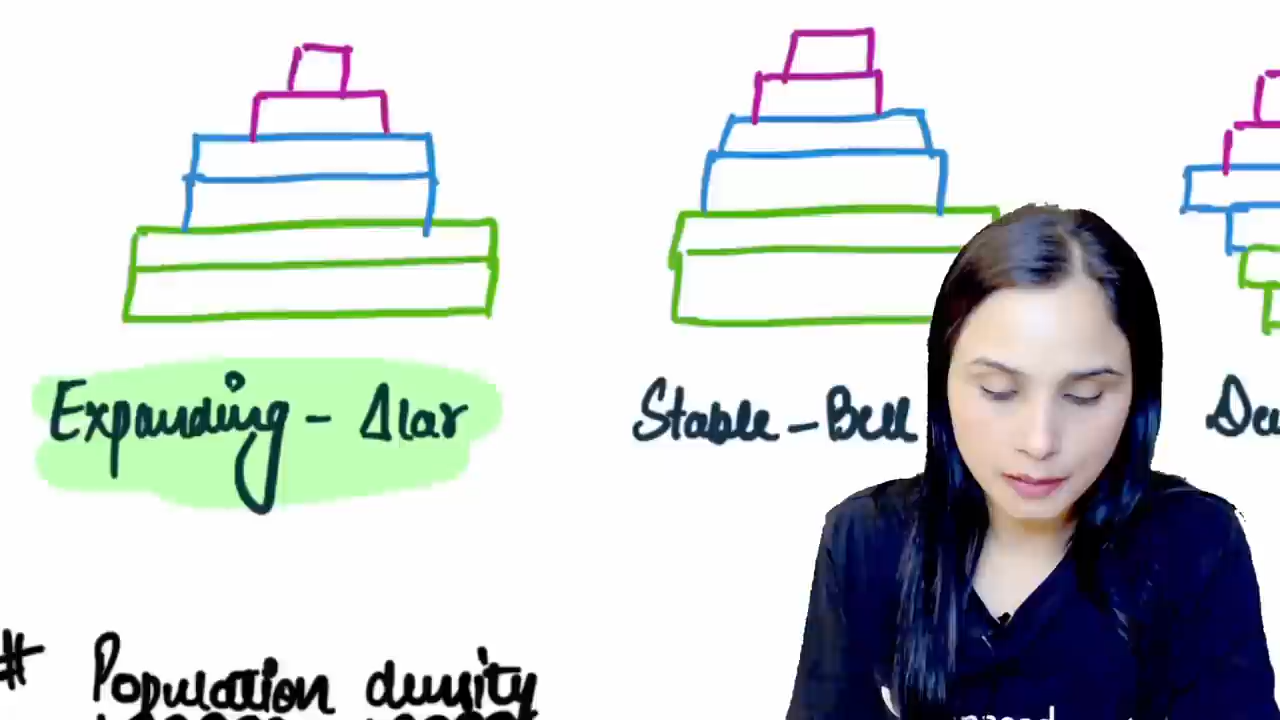 Expanding - Δlar
Stable - Bell
# Population density